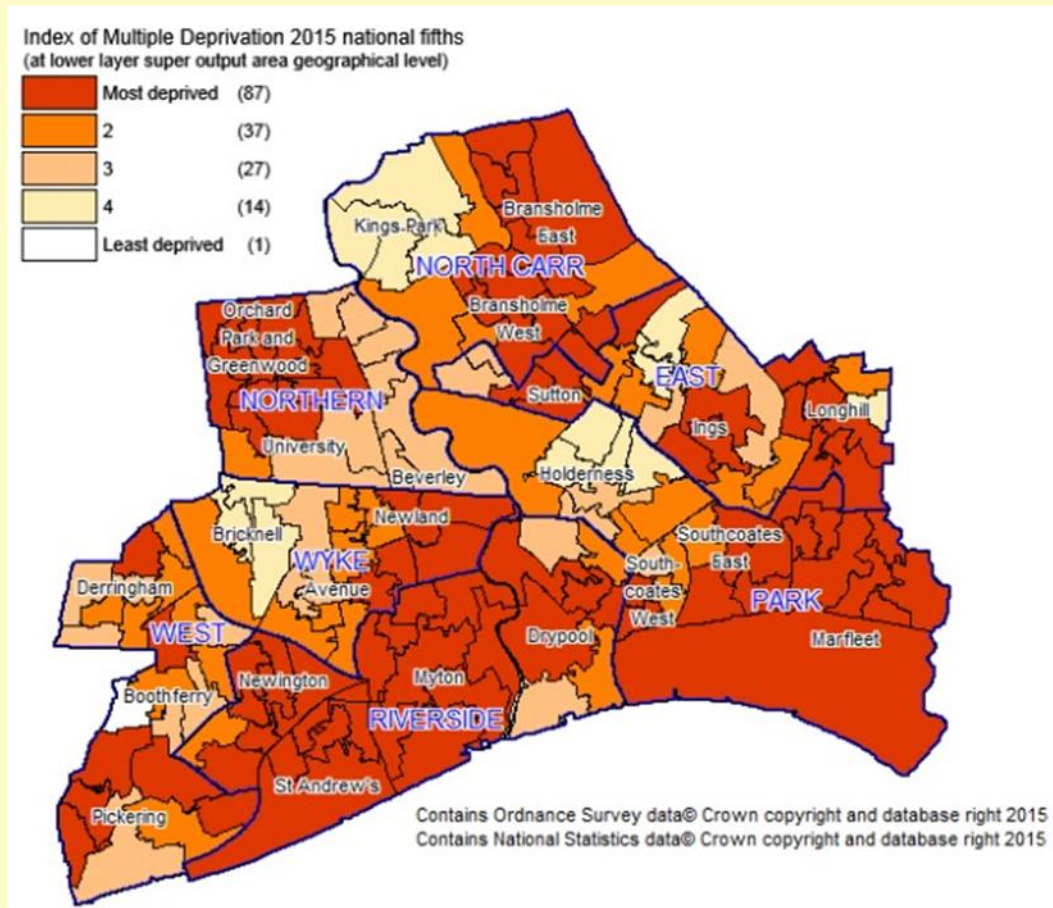 Index of Multiple Deprivation 2015 national fifths
(at lower layer super output area geographical level)
Most deprived (87)
2 (37)
3 (27)
4 (14)
Least deprived (1)
Kings Park
Bransholme
East
NORTH CARR
Bransholme
West
Orchard
Park and
Greenwood
NORTHERN
Sutton
EAST
Longhill
Ings
University
Beverley
Holderness
Bricknell
Newland
WYKE
Avenue
Southcoates
East
South-
coates
West
PARK
Derringham
WEST
Drypool
Marfleet
Boothferry
Newington
Myton
RIVERSIDE
St Andrew's
Pickering
Contains Ordnance Survey data© Crown copyright and database right 2015
Contains National Statistics data© Crown copyright and database right 2015